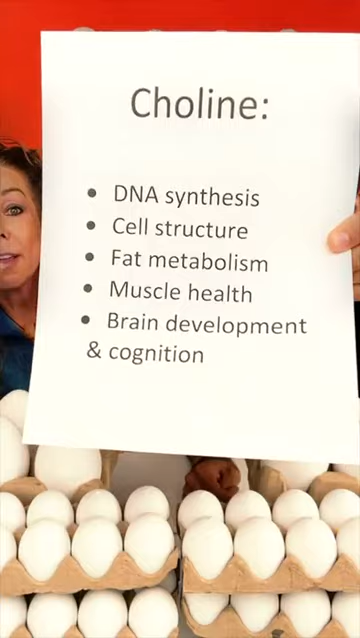 Choline:
• DNA synthesis
• Cell structure
• Fat metabolism
• Muscle health
• Brain development
& cognition